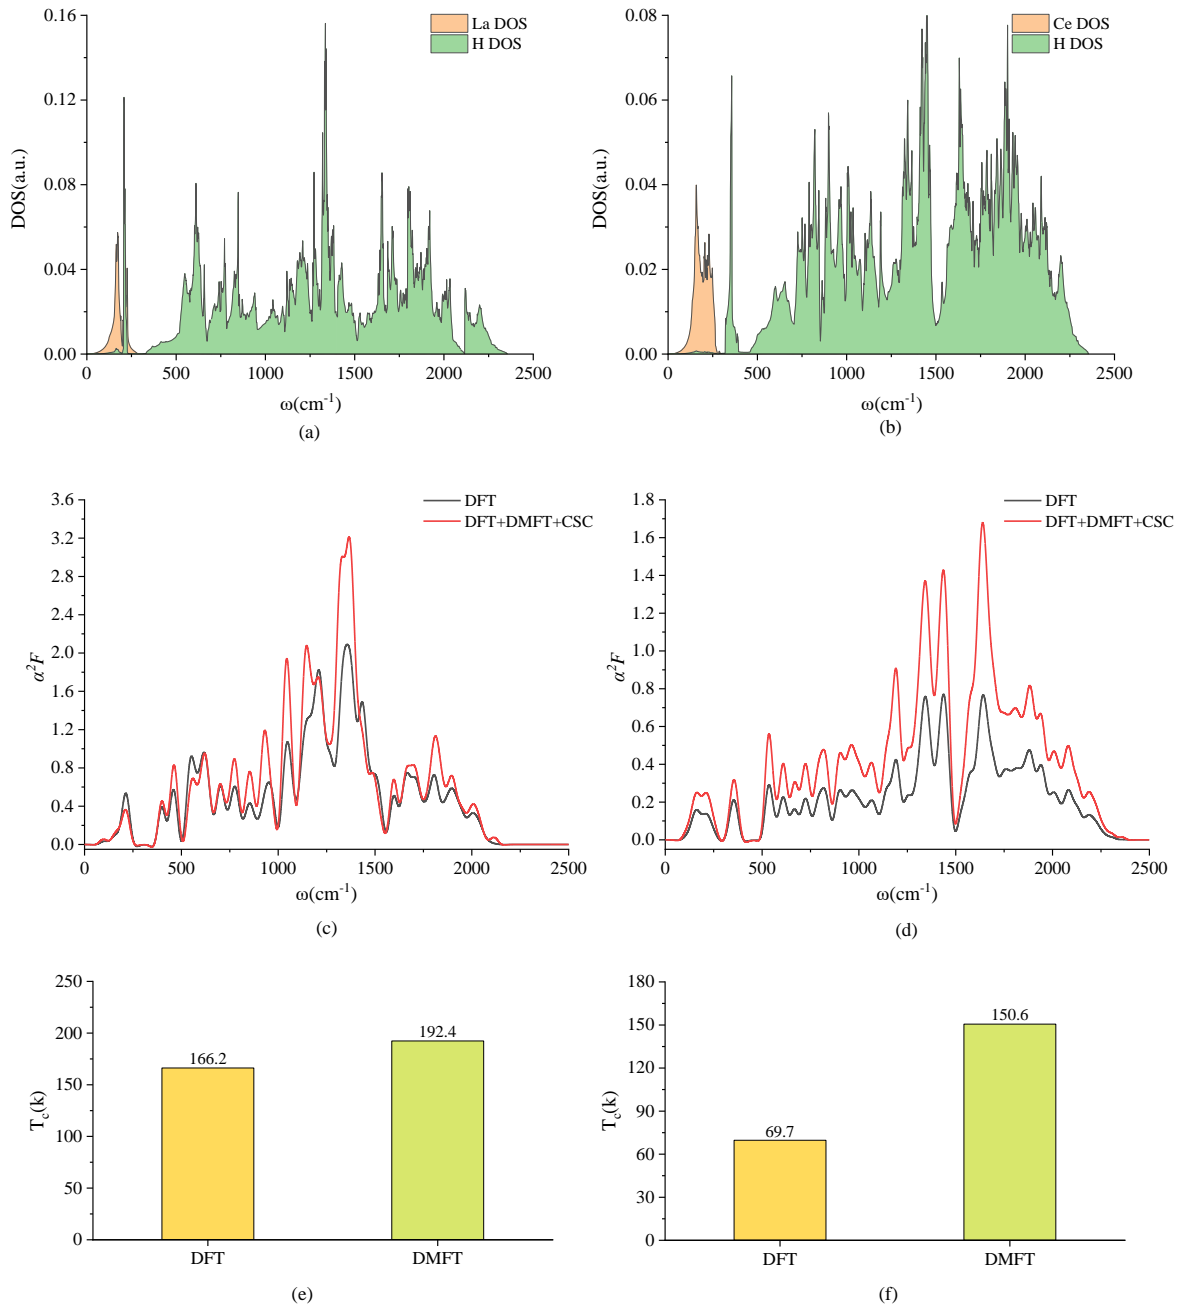 La DOS
H DOS
0.16
0.12
0.08
0.04
0.00
DOS(a.u.)
0 500 1000 1500 2000 2500
ω(cm⁻¹)
(a)
Ce DOS
H DOS
0.08
0.06
0.04
0.02
0.00
DOS(a.u.)
0 500 1000 1500 2000 2500
ω(cm⁻¹)
(b)
DFT
DFT+DMFT+CSC
3.6
3.2
2.8
2.4
2.0
1.6
1.2
0.8
0.4
0.0
α²F
0 500 1000 1500 2000 2500
ω(cm⁻¹)
(c)
DFT
DFT+DMFT+CSC
1.8
1.6
1.4
1.2
1.0
0.8
0.6
0.4
0.2
0.0
α²F
0 500 1000 1500 2000 2500
ω(cm⁻¹)
(d)
250
200
150
100
50
0
T_c(k)
166.2
192.4
DFT DMFT
(e)
180
150
120
90
60
30
0
T_c(k)
69.7
150.6
DFT DMFT
(f)